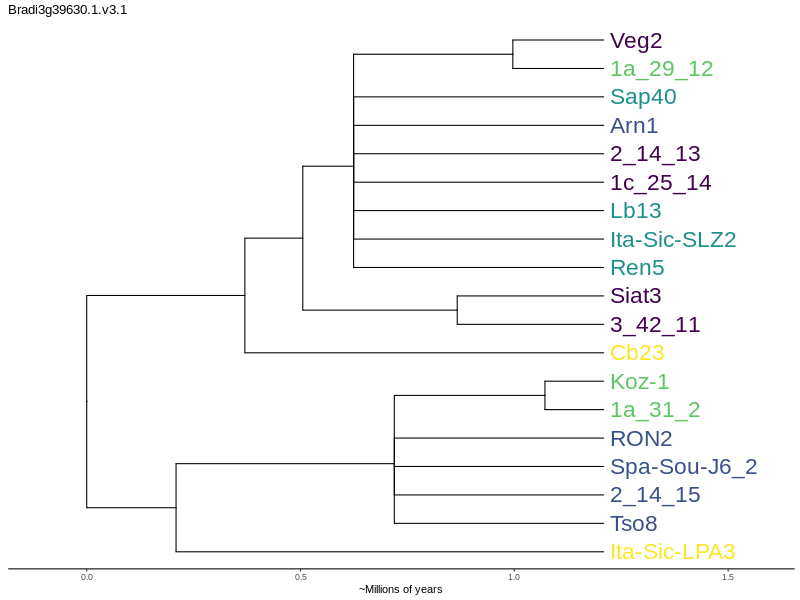 Bradi3g39630.1.v3.1
Veg2
1a_29_12
Sap40
Arn1
2_14_13
1c_25_14
Lb13
Ita-Sic-SLZ2
Ren5
Siat3
3_42_11
Cb23
Koz-1
1a_31_2
RON2
Spa-Sou-J6_2
2_14_15
Tso8
Ita-Sic-LPA3
0.0 0.5 1.0 1.5
~Millions of years